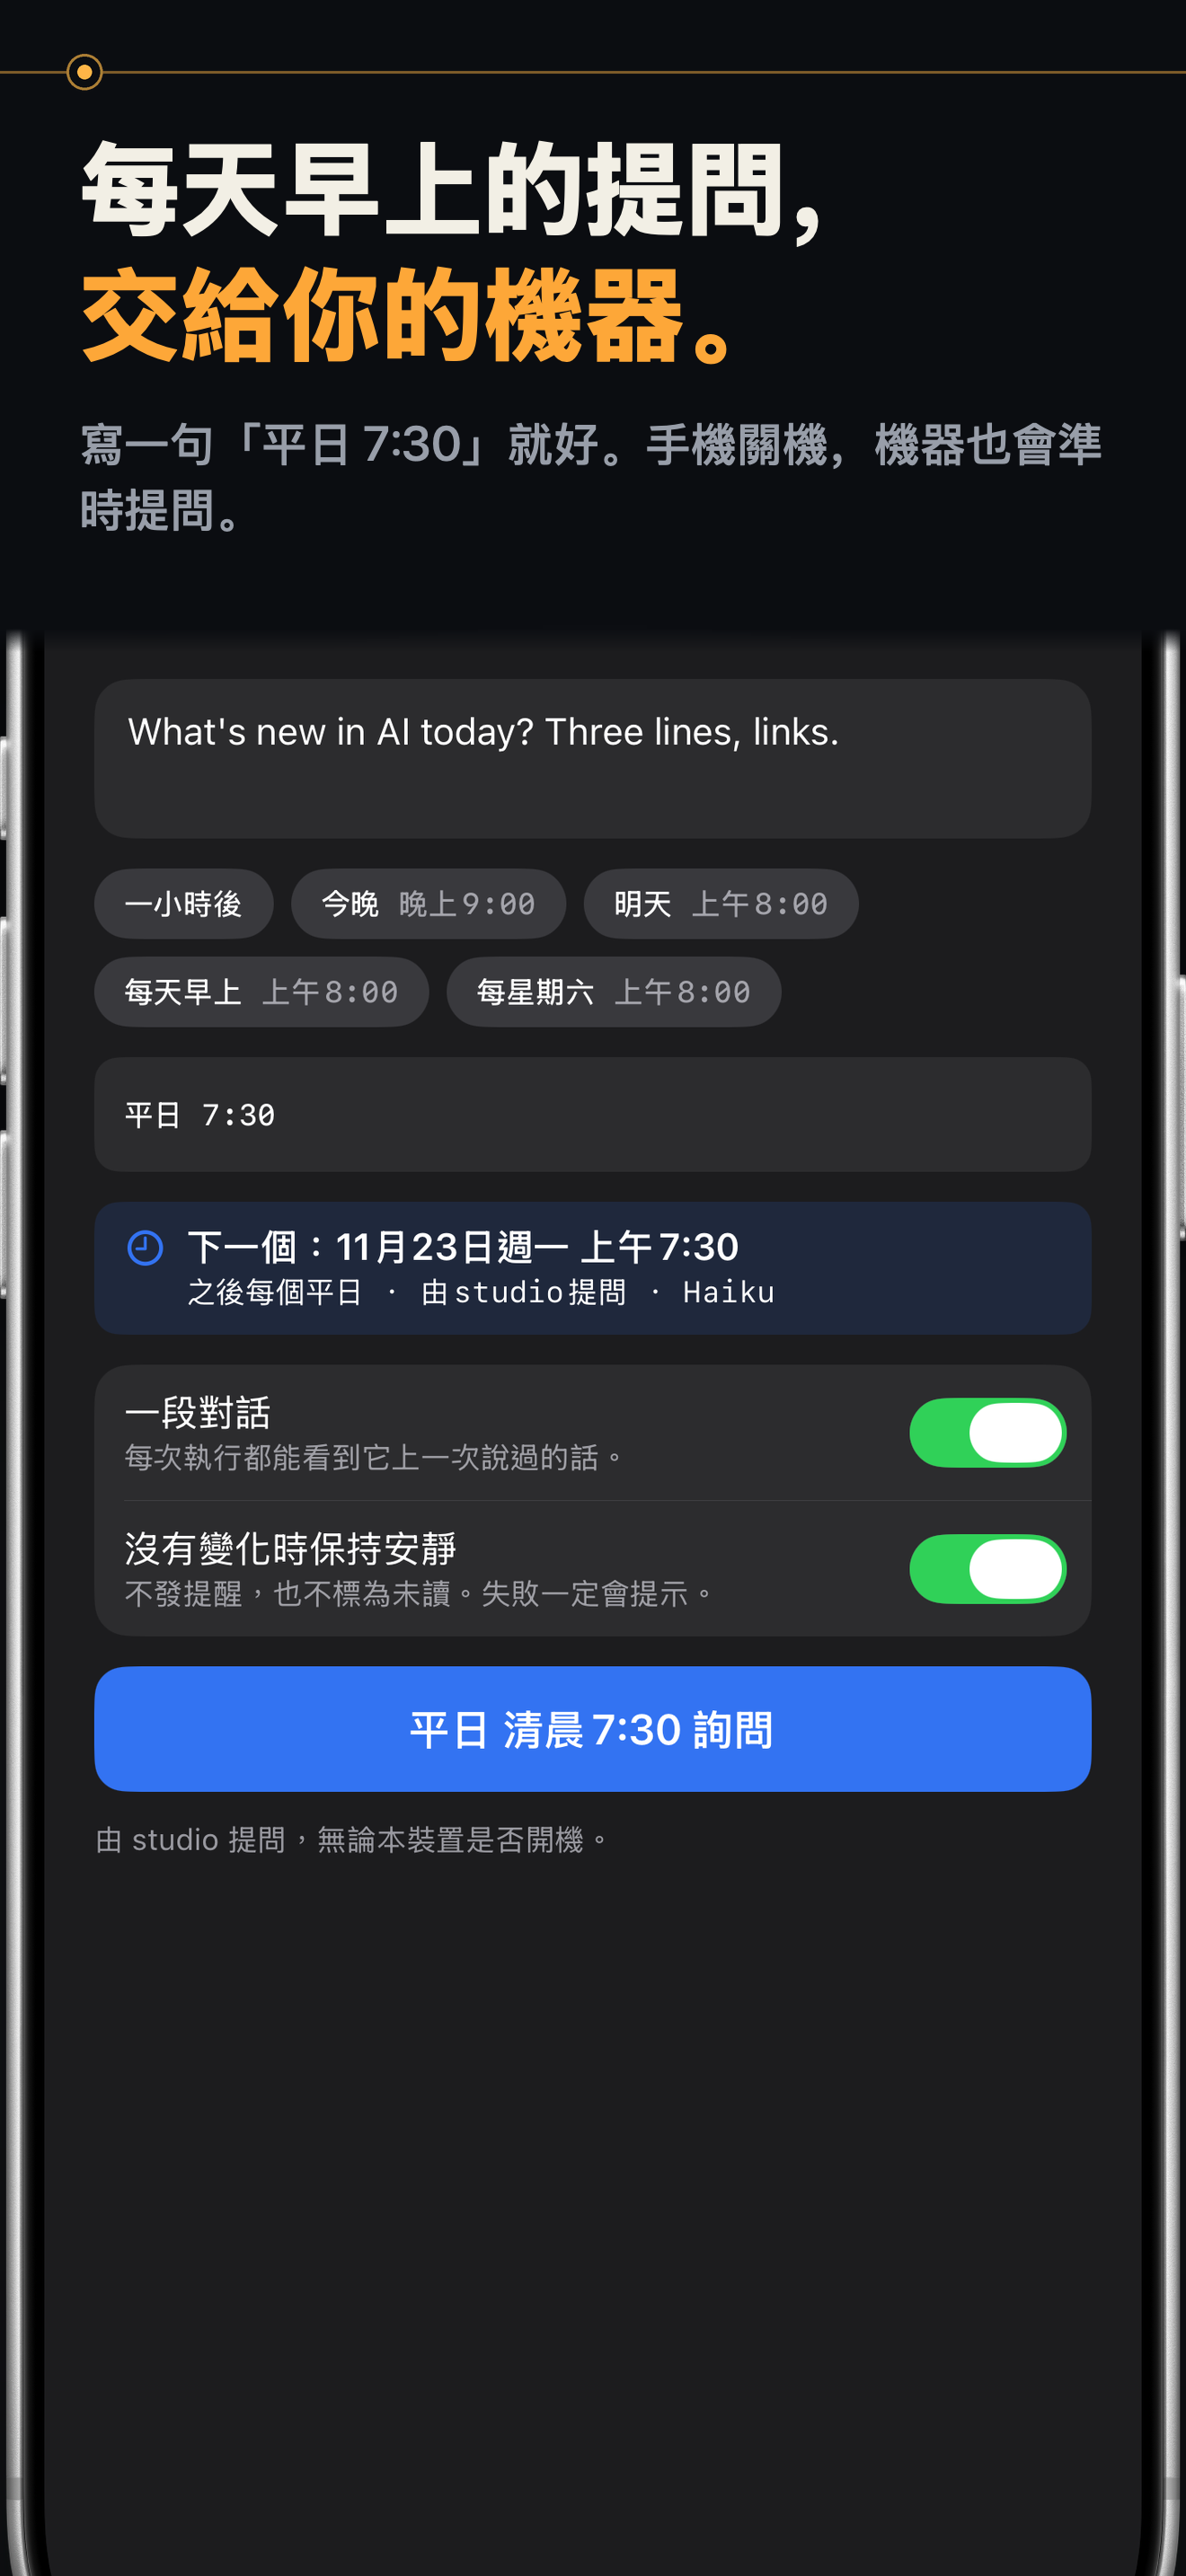 每天早上的提問，
交給你的機器。
寫一句「平日 7:30」就好。手機關機，機器也會準
時提問。
What's new in AI today? Three lines, links.
一小時後
今晚 晚上9:00
明天 上午8:00
每天早上 上午8:00
每星期六 上午8:00
平日 7:30
下一個：11月23日週一 上午7:30
之後每個平日 · 由studio提問 · Haiku
一段對話
每次執行都能看到它上一次說過的話。
沒有變化時保持安靜
不發提醒，也不標為未讀。失敗一定會提示。
平日 清晨7:30 詢問
由 studio 提問，無論本裝置是否開機。